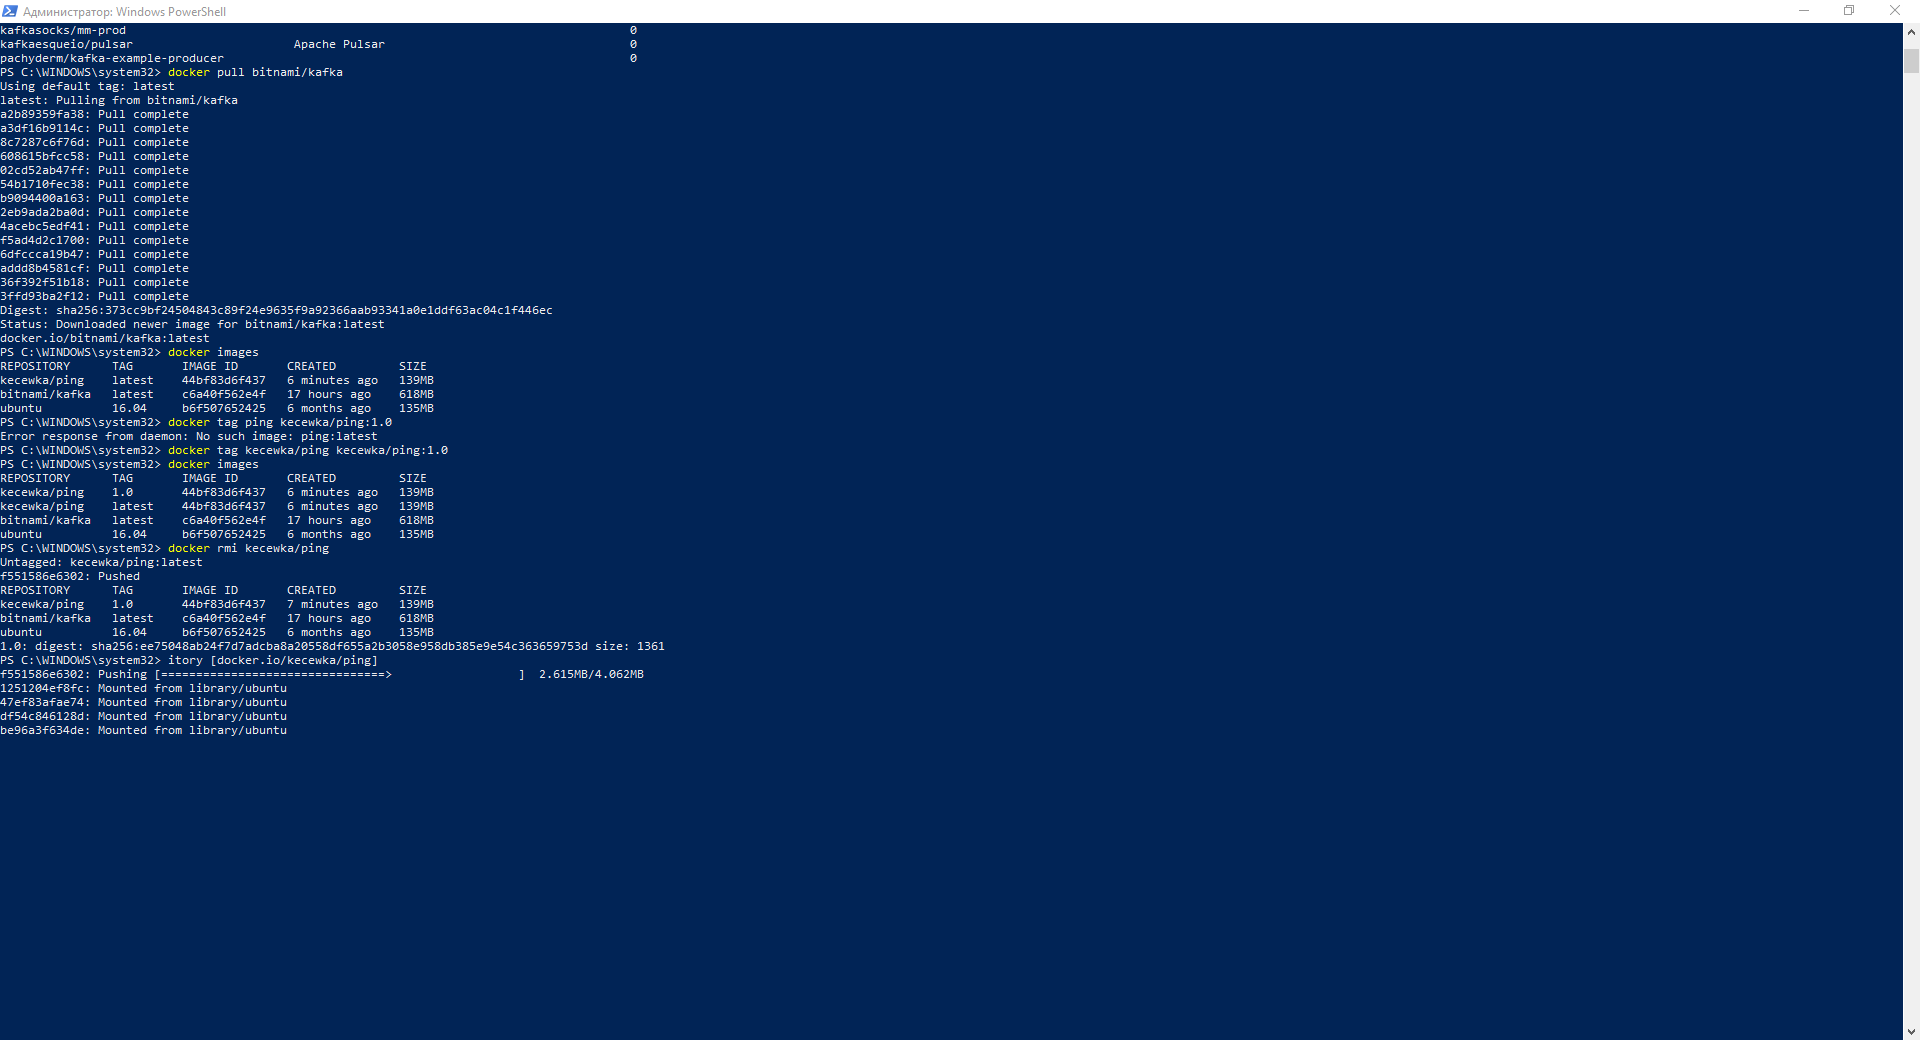 Администратор: Windows PowerShell
kafkasocks/mm-prod 0
kafkaesqueio/pulsar Apache Pulsar 0
pachyderm/kafka-example-producer 0
PS C:\WINDOWS\system32> docker pull bitnami/kafka
Using default tag: latest
latest: Pulling from bitnami/kafka
a2b89359fa38: Pull complete
a3df16b9114c: Pull complete
8c7287c6f76d: Pull complete
608615bfcc58: Pull complete
02cd52ab47ff: Pull complete
54b1710fec38: Pull complete
b9094400a163: Pull complete
2eb9ada2ba0d: Pull complete
4acebc5edf41: Pull complete
f5ad4d2c1700: Pull complete
6dfccca19b47: Pull complete
addd8b4581cf: Pull complete
36f392f51b18: Pull complete
3ffd93ba2f12: Pull complete
Digest: sha256:373cc9bf24504843c89f24e9635f9a92366aab93341a0e1ddf63ac04c1f446ec
Status: Downloaded newer image for bitnami/kafka:latest
docker.io/bitnami/kafka:latest
PS C:\WINDOWS\system32> docker images
REPOSITORY TAG IMAGE ID CREATED SIZE
kecewka/ping latest 44bf83d6f437 6 minutes ago 139MB
bitnami/kafka latest c6a40f562e4f 17 hours ago 618MB
ubuntu 16.04 b6f507652425 6 months ago 135MB
PS C:\WINDOWS\system32> docker tag ping kecewka/ping:1.0
Error response from daemon: No such image: ping:latest
PS C:\WINDOWS\system32> docker tag kecewka/ping kecewka/ping:1.0
PS C:\WINDOWS\system32> docker images
REPOSITORY TAG IMAGE ID CREATED SIZE
kecewka/ping 1.0 44bf83d6f437 6 minutes ago 139MB
kecewka/ping latest 44bf83d6f437 6 minutes ago 139MB
bitnami/kafka latest c6a40f562e4f 17 hours ago 618MB
ubuntu 16.04 b6f507652425 6 months ago 135MB
PS C:\WINDOWS\system32> docker rmi kecewka/ping
Untagged: kecewka/ping:latest
f551586e6302: Pushed
REPOSITORY TAG IMAGE ID CREATED SIZE
kecewka/ping 1.0 44bf83d6f437 7 minutes ago 139MB
bitnami/kafka latest c6a40f562e4f 17 hours ago 618MB
ubuntu 16.04 b6f507652425 6 months ago 135MB
1.0: digest: sha256:ee75048ab24f7d7adcba8a20558df655a2b3058e958db385e9e54c363659753d size: 1361
PS C:\WINDOWS\system32> itory [docker.io/kecewka/ping]
f551586e6302: Pushing [================================> ] 2.615MB/4.062MB
1251204ef8fc: Mounted from library/ubuntu
47ef83afae74: Mounted from library/ubuntu
df54c846128d: Mounted from library/ubuntu
be96a3f634de: Mounted from library/ubuntu